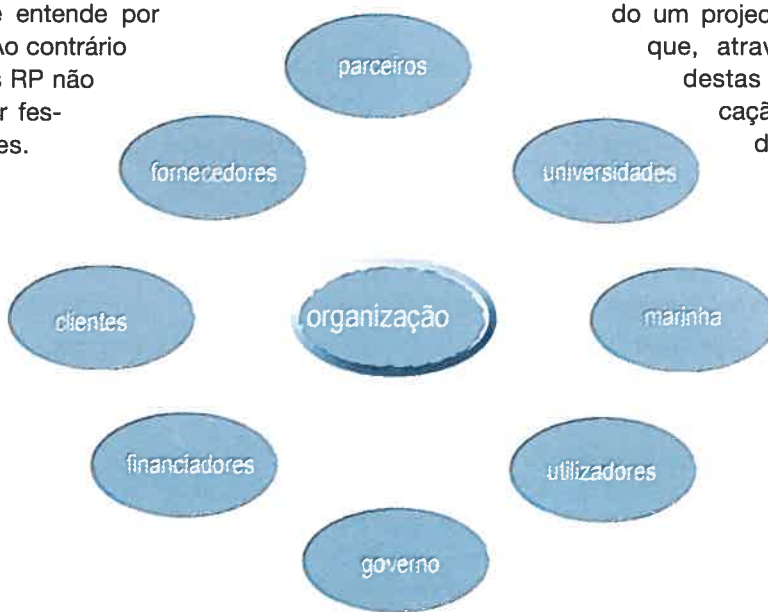 e entende por
Ao contrário
s RP não
r fes-
es.
do um projec
que, atrav
destas
caçã
d
parceiros
fornecedores
universidades
clientes
organização
marinha
financiadores
utilizadores
governo